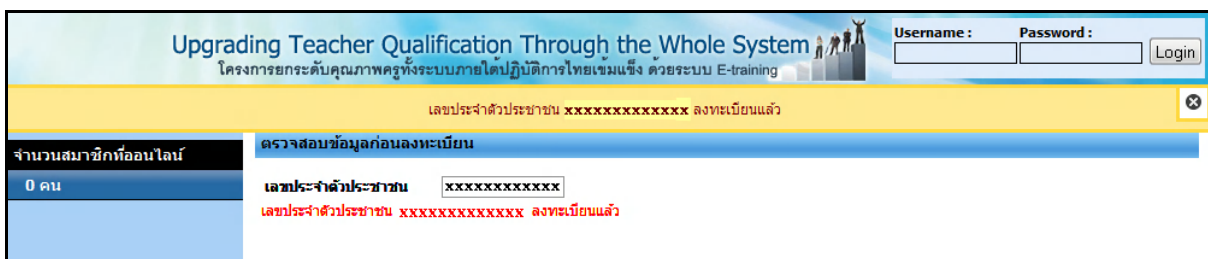 Upgrading Teacher Qualification Through the Whole System
โครงการยกระดับคุณภาพครูทั้งระบบภายใต้ปฏิบัติการไทยเข้มแข็ง ด้วยระบบ E-training
Username : Password :
Login
เลขประจำตัวประชาชน xxxxxxxxxxxxx ลงทะเบียนแล้ว
จำนวนสมาชิกที่ออนไลน์
0 คน
ตรวจสอบข้อมูลก่อนลงทะเบียน
เลขประจำตัวประชาชน xxxxxxxxxxxx
เลขประจำตัวประชาชน xxxxxxxxxxxxx ลงทะเบียนแล้ว